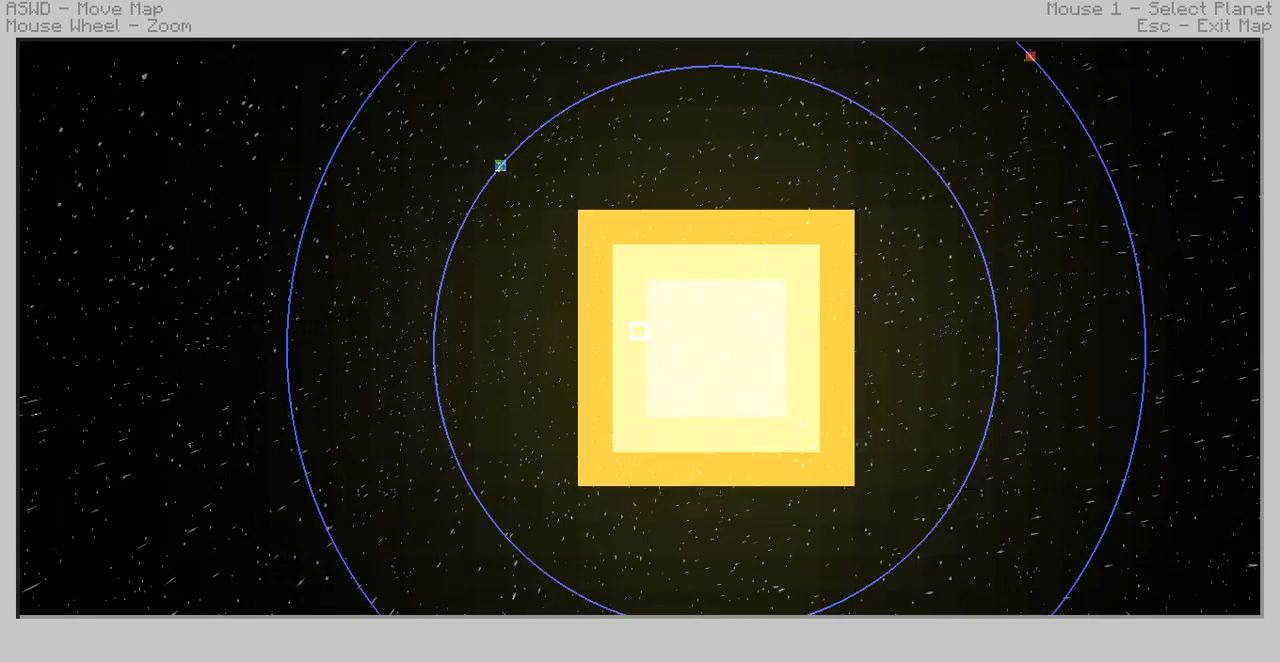 ASWD - Move Map
Mouse Wheel - Zoom
Mouse 1 - Select Planet
Esc - Exit Map